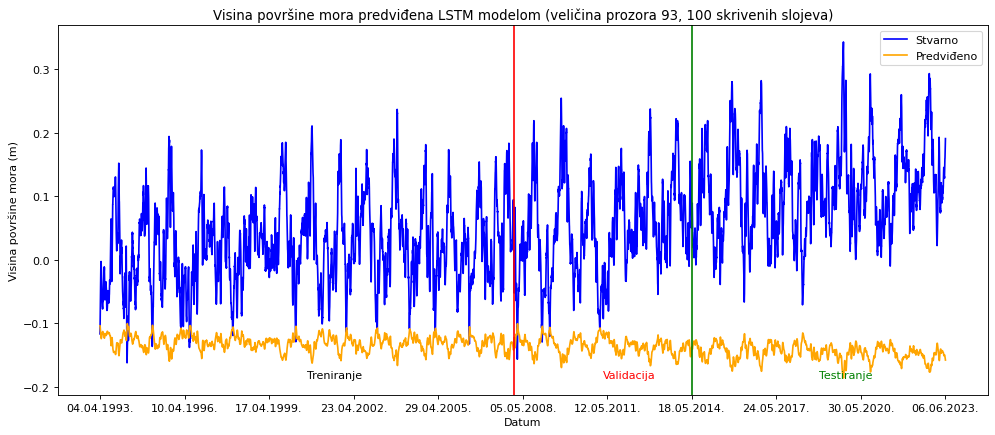 Visina površine mora predviđena LSTM modelom (veličina prozora 93, 100 skrivenih slojeva)
Stvarno
Predviđeno
Visina površine mora (m)
0.3
0.2
0.1
0.0
−0.1
−0.2
Treniranje
Validacija
Testiranje
04.04.1993.
10.04.1996.
17.04.1999.
23.04.2002.
29.04.2005.
05.05.2008.
12.05.2011.
18.05.2014.
24.05.2017.
30.05.2020.
06.06.2023.
Datum